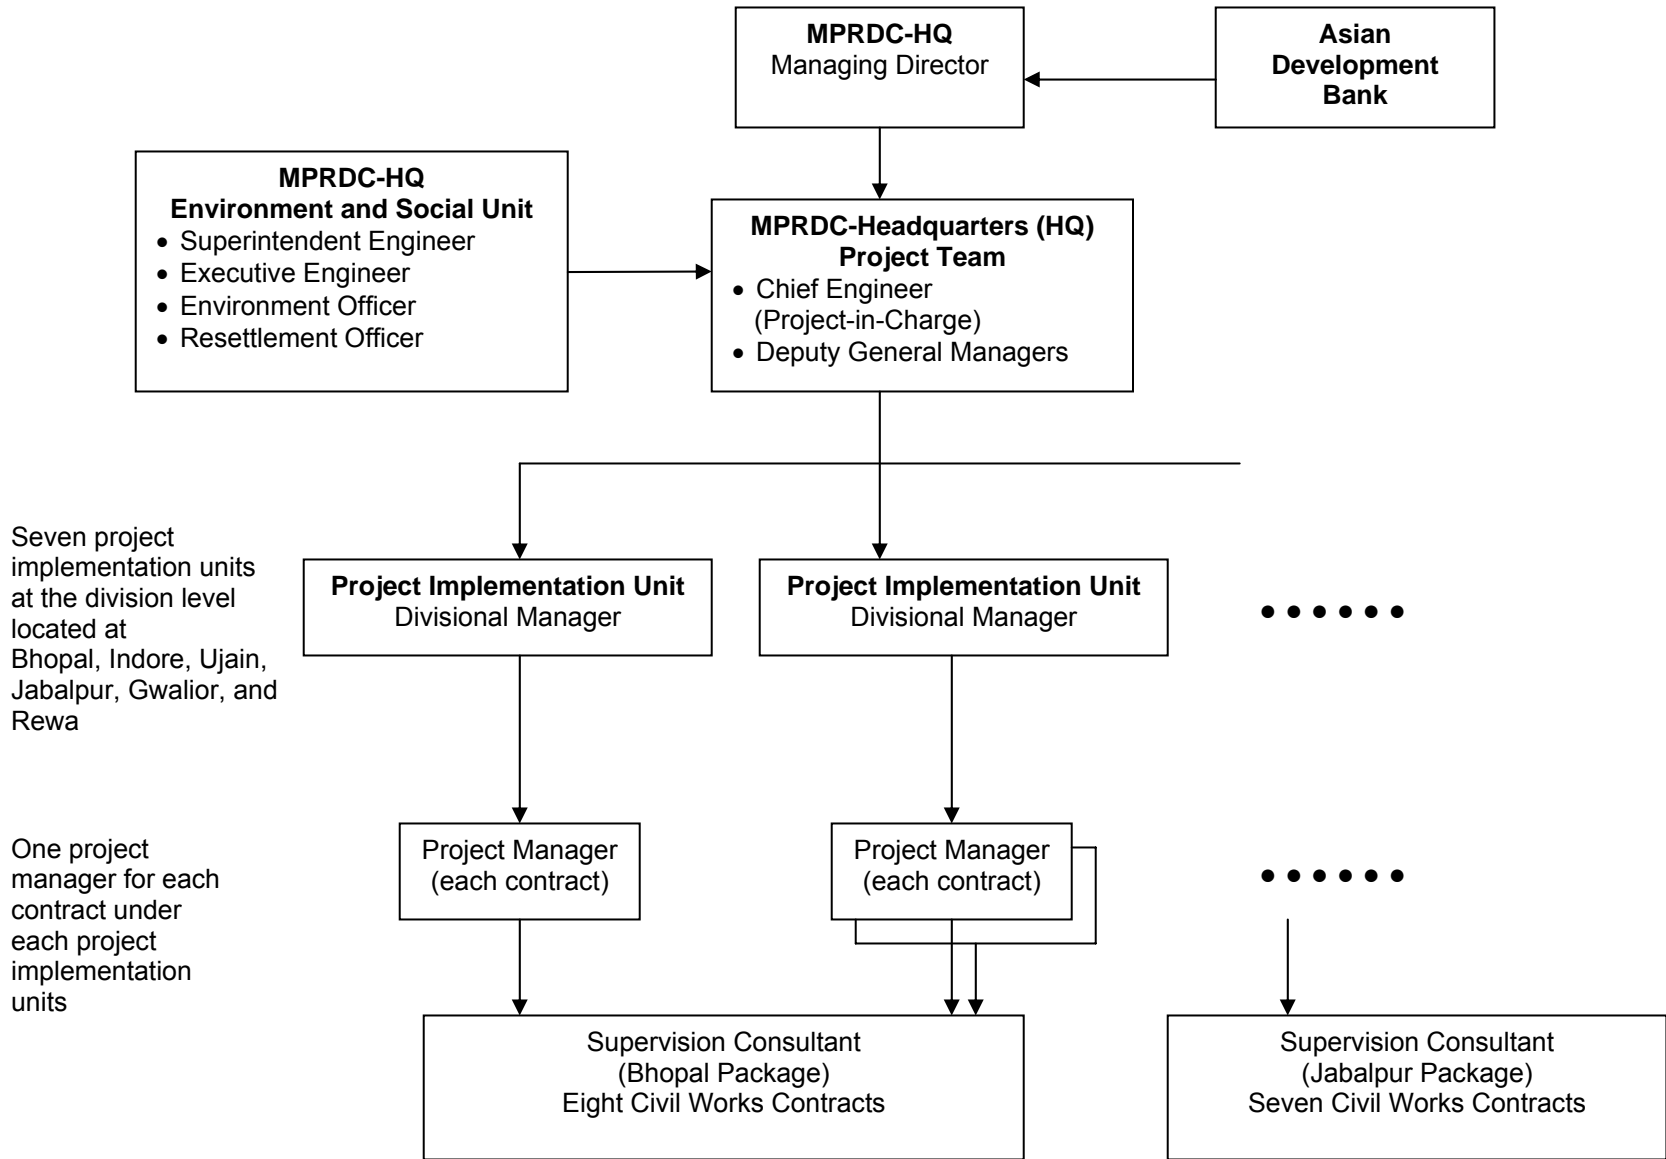 MPRDC-HQ
Managing Director
Asian
Development
Bank
MPRDC-HQ
Environment and Social Unit
• Superintendent Engineer
• Executive Engineer
• Environment Officer
• Resettlement Officer
MPRDC-Headquarters (HQ)
Project Team
• Chief Engineer
(Project-in-Charge)
• Deputy General Managers
Seven project
implementation units
at the division level
located at
Bhopal, Indore, Ujain,
Jabalpur, Gwalior, and
Rewa
Project Implementation Unit
Divisional Manager
Project Implementation Unit
Divisional Manager
• • • • • •
One project
manager for each
contract under
each project
implementation
units
Project Manager
(each contract)
Project Manager
(each contract)
• • • • • •
Supervision Consultant
(Bhopal Package)
Eight Civil Works Contracts
Supervision Consultant
(Jabalpur Package)
Seven Civil Works Contracts